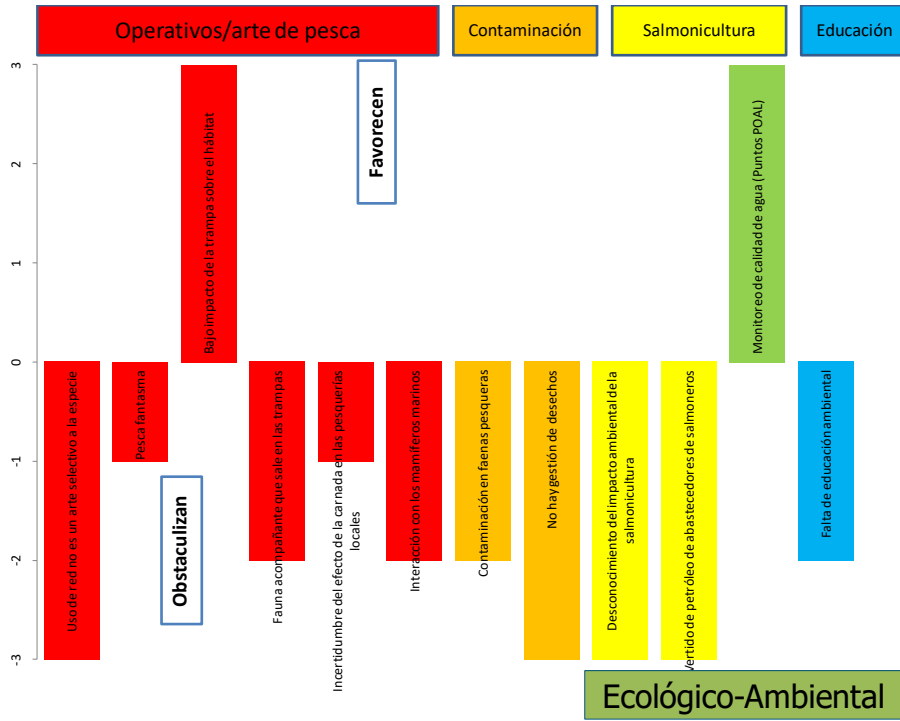 Operativos/arte de pesca
Contaminación
Salmonicultura
Educación
3
2
1
0
-1
-2
-3
Favorecen
Obstaculizan
Uso de red no es un arte selectivo a la especie
Pesca fantasma
Bajo impacto de la trampa sobre el hábitat
Fauna acompañante que sale en las trampas
Incertidumbre del efecto de la carnada en las pesquerías
locales
Interacción con los mamíferos marinos
Contaminación en faenas pesqueras
No hay gestión de desechos
Desconocimiento del impacto ambiental de la
salmonicultura
Vertido de petróleo de abastecedores de salmoneros
Monitoreo de calidad de agua (Puntos POAL)
Falta de educación ambiental
Ecológico-Ambiental